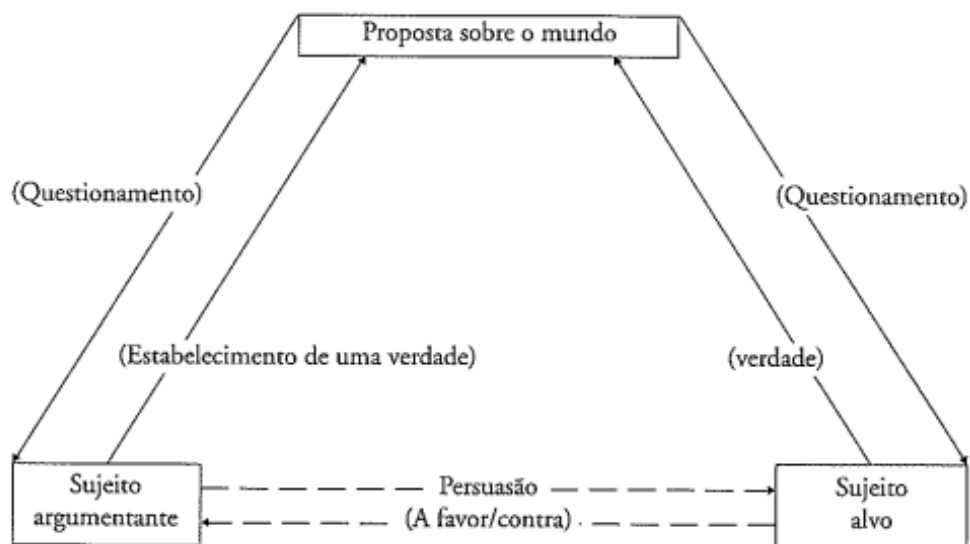 Proposta sobre o mundo
(Questionamento)
(Questionamento)
(Estabelecimento de uma verdade)
(verdade)
Sujeito
argumentante
Persuasão
(A favor/contra)
Sujeito
alvo